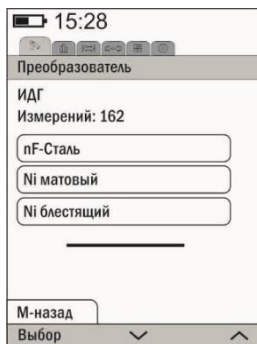 15:28
Преобразователь
ИДГ
Измерений: 162
nF-Сталь
Ni матовый
Ni блестящий
М-назад
Выбор